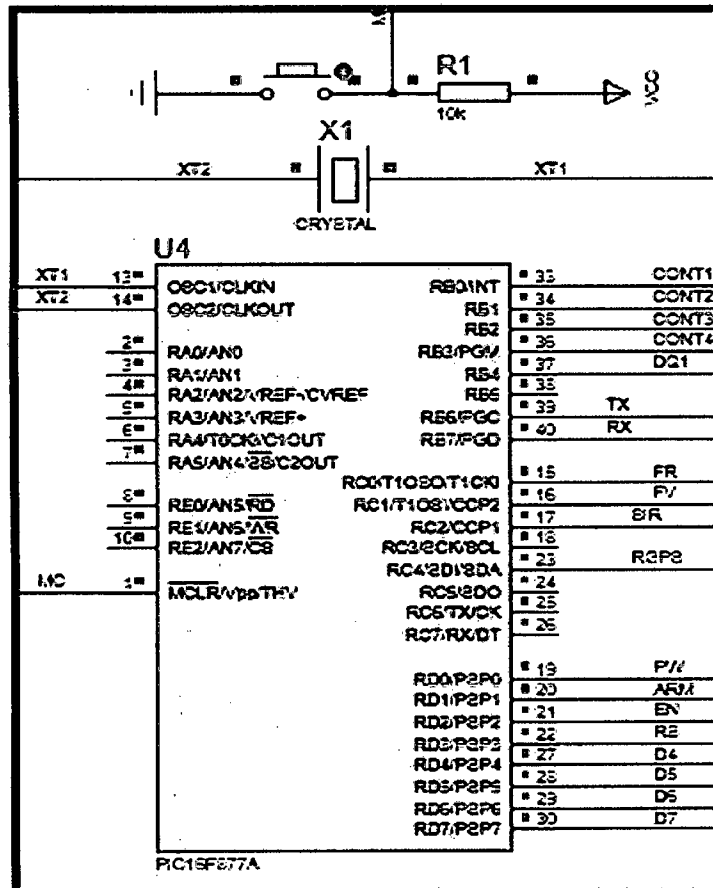 R1
10k
X1
XT2
XT1
CRYSTAL
U4
XT1 13 OSC1/CLKIN RB0/INT 33 CONT1
XT2 14 OSC2/CLKOUT RB1 34 CONT2
RB2 35 CONT3
2 RA0/AN0 RB3/PGM 36 CONT4
3 RA1/AN1 RB4 37 DQ1
4 RA2/AN2/VREF-/CVREF RB5 38
5 RA3/AN3/VREF+ RB6/PGC 39 TX
6 RA4/T0CKI/C1OUT RB7/PGD 40 RX
7 RA5/AN4/SS/C2OUT
RC0/T1OSO/T1CKI 15 FR
8 RE0/AN5/RD RC1/T1OSI/CCP2 16 FV
9 RE1/AN6/WR RC2/CCP1 17
10 RE2/AN7/CS RC3/SCK/SCL 18
RC4/SDI/SDA 23
RC5/SDO 24
1 MCLR/Vpp/THV RC6/TX/CK 25
RC7/RX/DT 26
RD0/PSP0 19
RD1/PSP1 20 ARM
RD2/PSP2 21 EN
RD3/PSP3 22 RS
RD4/PSP4 27 D4
RD5/PSP5 28 D5
RD6/PSP6 29 D6
RD7/PSP7 30 D7
PIC16F877A